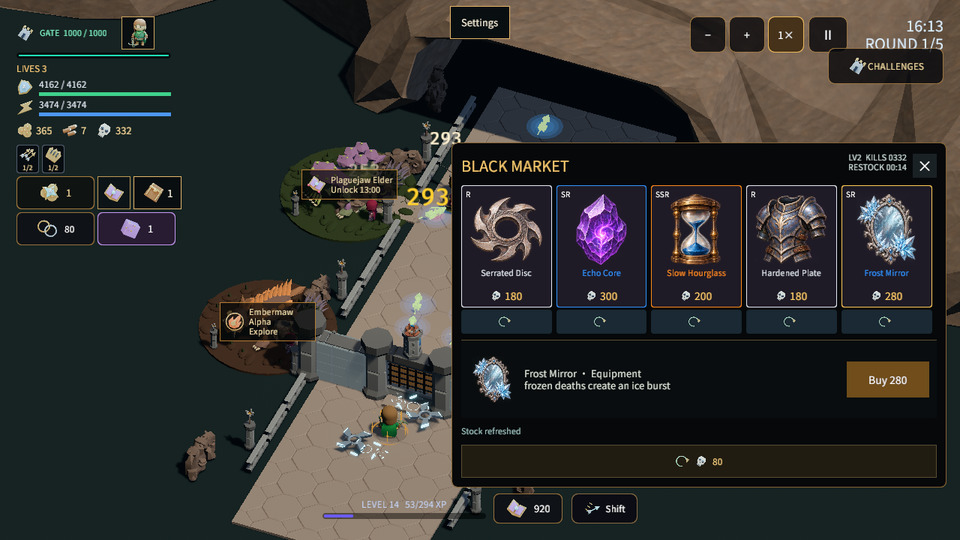 GATE 1000 / 1000
LIVES 3
4162 / 4162
3474 / 3474
365 7 332
1/2 1/2
1 1
80 1
Settings
- + 1× II
16:13
ROUND 1/5
CHALLENGES
293
Plaguejaw Elder
Unlock 13:00
293
Embermaw
Alpha
Explore
BLACK MARKET
LV2 KILLS 0332
RESTOCK 00:14
R SR SSR R SR
Serrated Disc Echo Core Slow Hourglass Hardened Plate Frost Mirror
180 300 200 180 280
Frost Mirror • Equipment
frozen deaths create an ice burst
Buy 280
Stock refreshed
80
LEVEL 14 53/294 XP
920 Shift